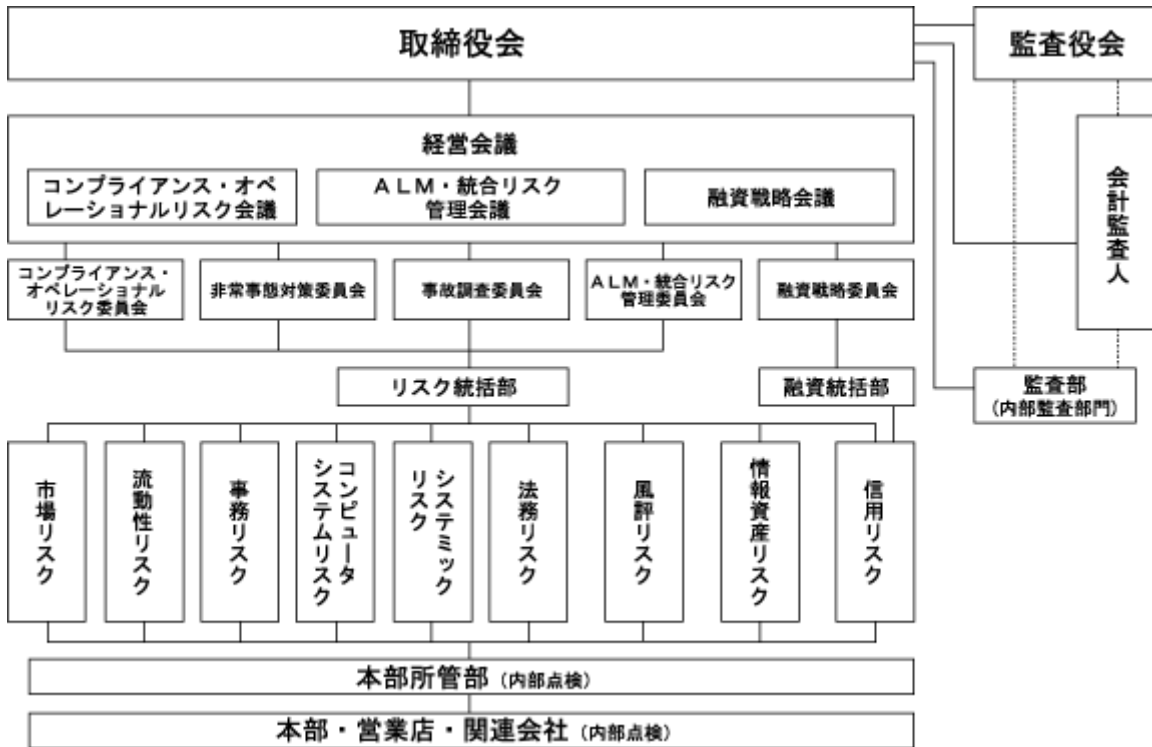 取締役会
監査役会
経営会議
コンプライアンス・オペ
レーショナルリスク会議
ＡＬＭ・統合リスク
管理会議
融資戦略会議
会計監査人
コンプライアンス・
オペレーショナル
リスク委員会
非常事態対策委員会
事故調査委員会
ＡＬＭ・統合リスク
管理委員会
融資戦略委員会
リスク統括部
融資統括部
監査部
(内部監査部門)
市場リスク
流動性リスク
事務リスク
コンピュータ
システムリスク
システミック
リスク
法務リスク
風評リスク
情報資産リスク
信用リスク
本部所管部 (内部点検)
本部・営業店・関連会社 (内部点検)